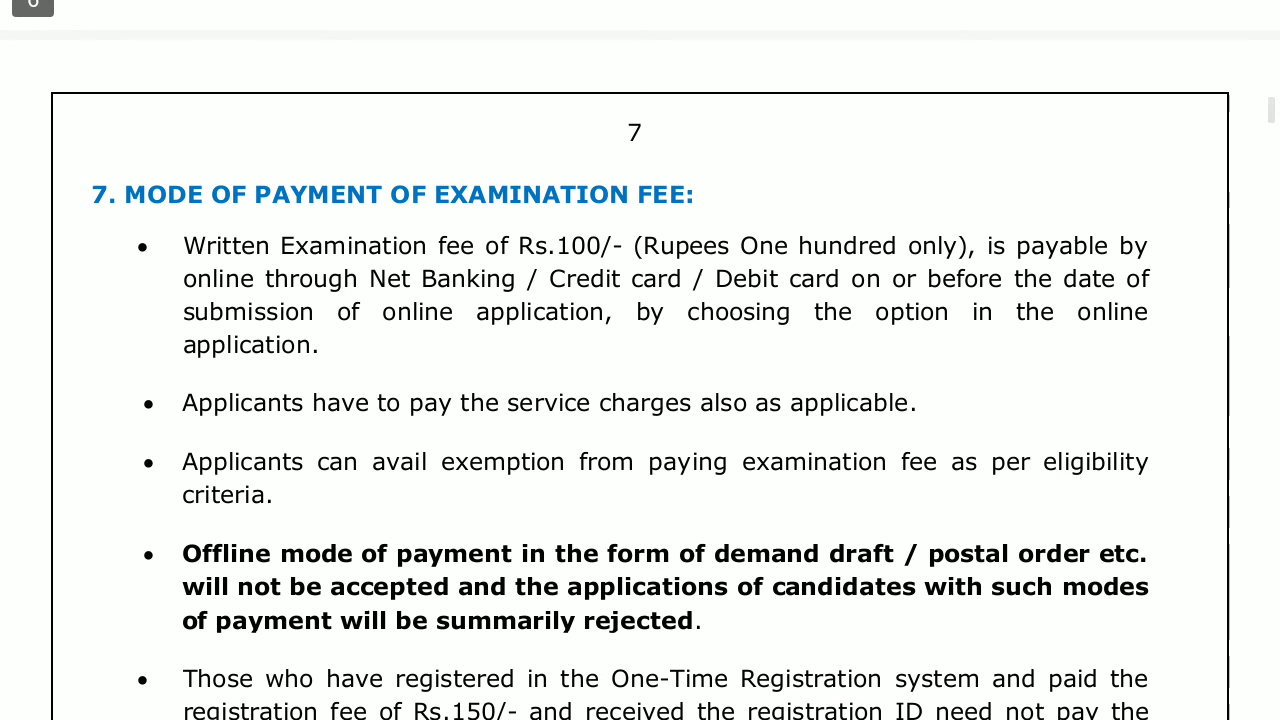 7
7. MODE OF PAYMENT OF EXAMINATION FEE:
• Written Examination fee of Rs.100/- (Rupees One hundred only), is payable by
online through Net Banking / Credit card / Debit card on or before the date of
submission of online application, by choosing the option in the online
application.
• Applicants have to pay the service charges also as applicable.
• Applicants can avail exemption from paying examination fee as per eligibility
criteria.
• Offline mode of payment in the form of demand draft / postal order etc.
will not be accepted and the applications of candidates with such modes
of payment will be summarily rejected.
• Those who have registered in the One-Time Registration system and paid the
registration fee of Rs.150/- and received the registration ID need not pay the